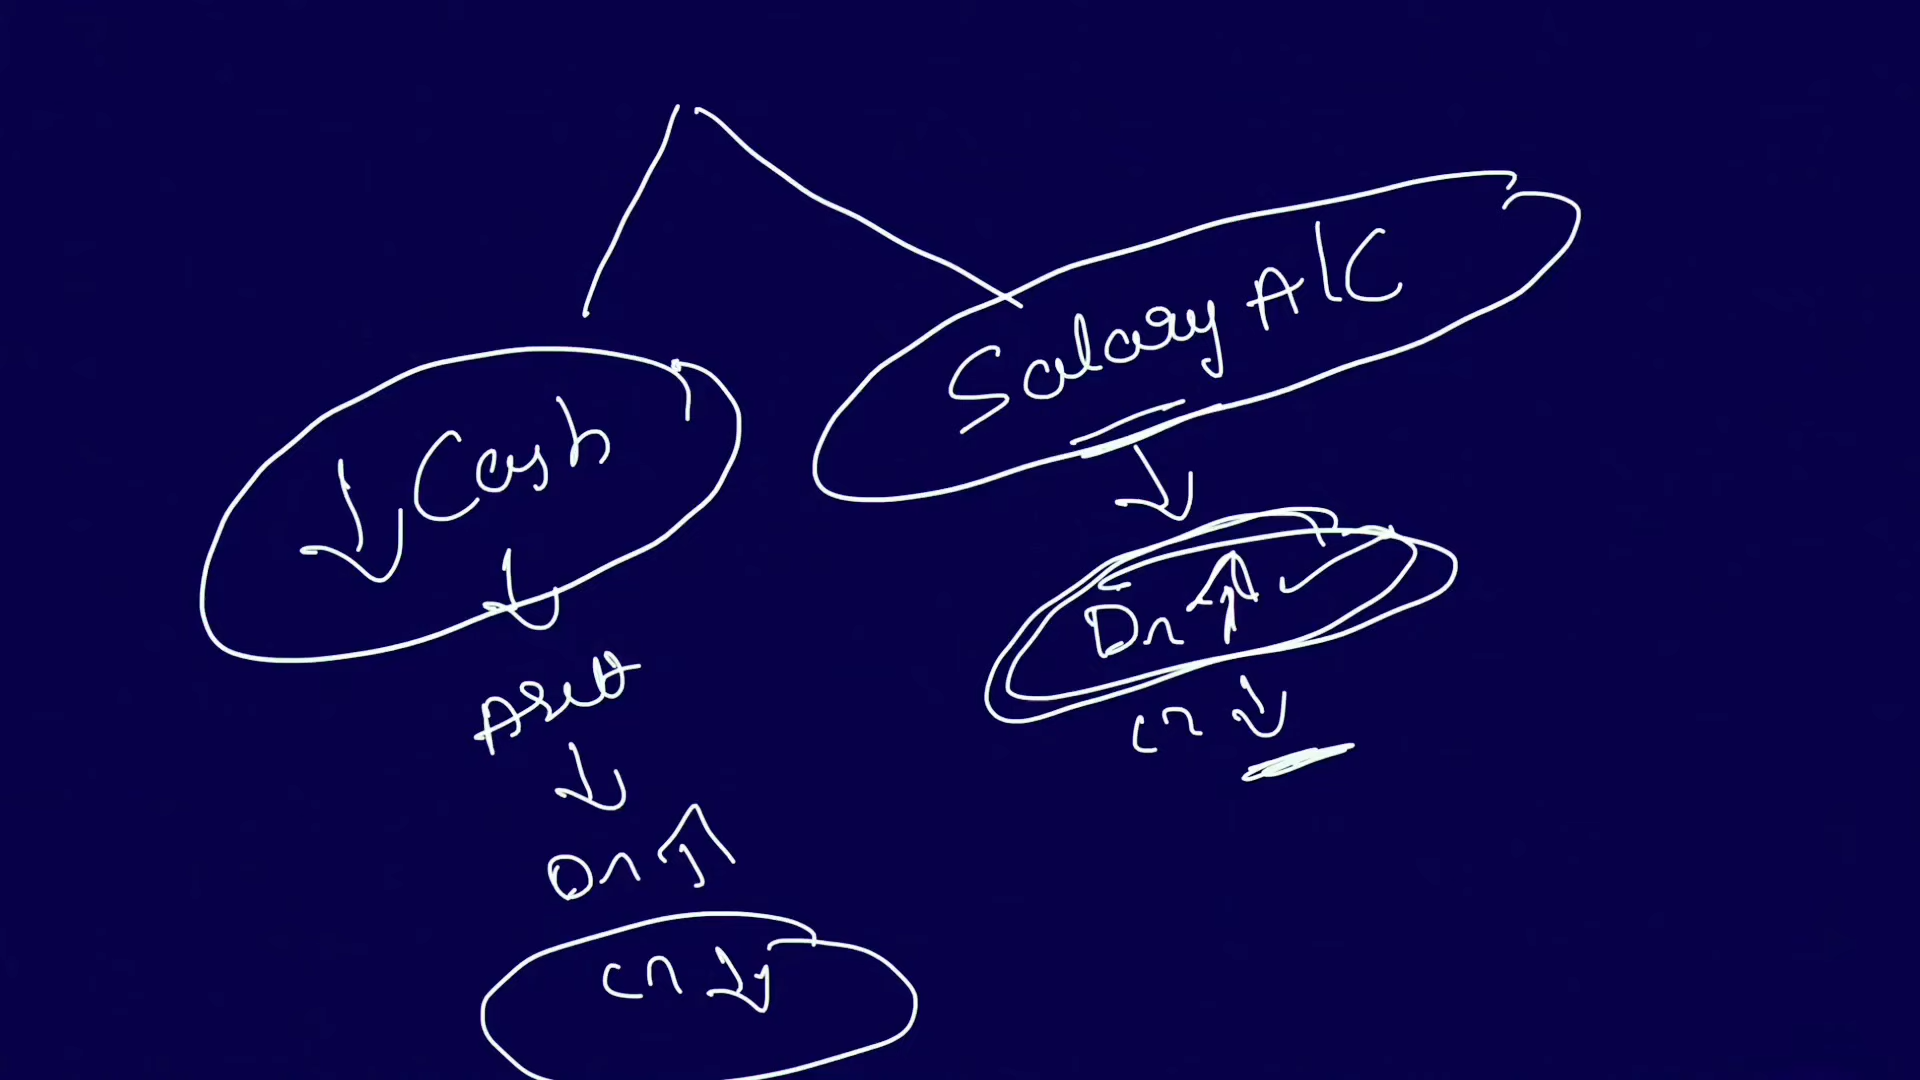 Salary A/C
↓ Cash
↓
Dr ↑ ✓
Cr ↓
↓
Asset
↓
Dr ↑
Cr ↓